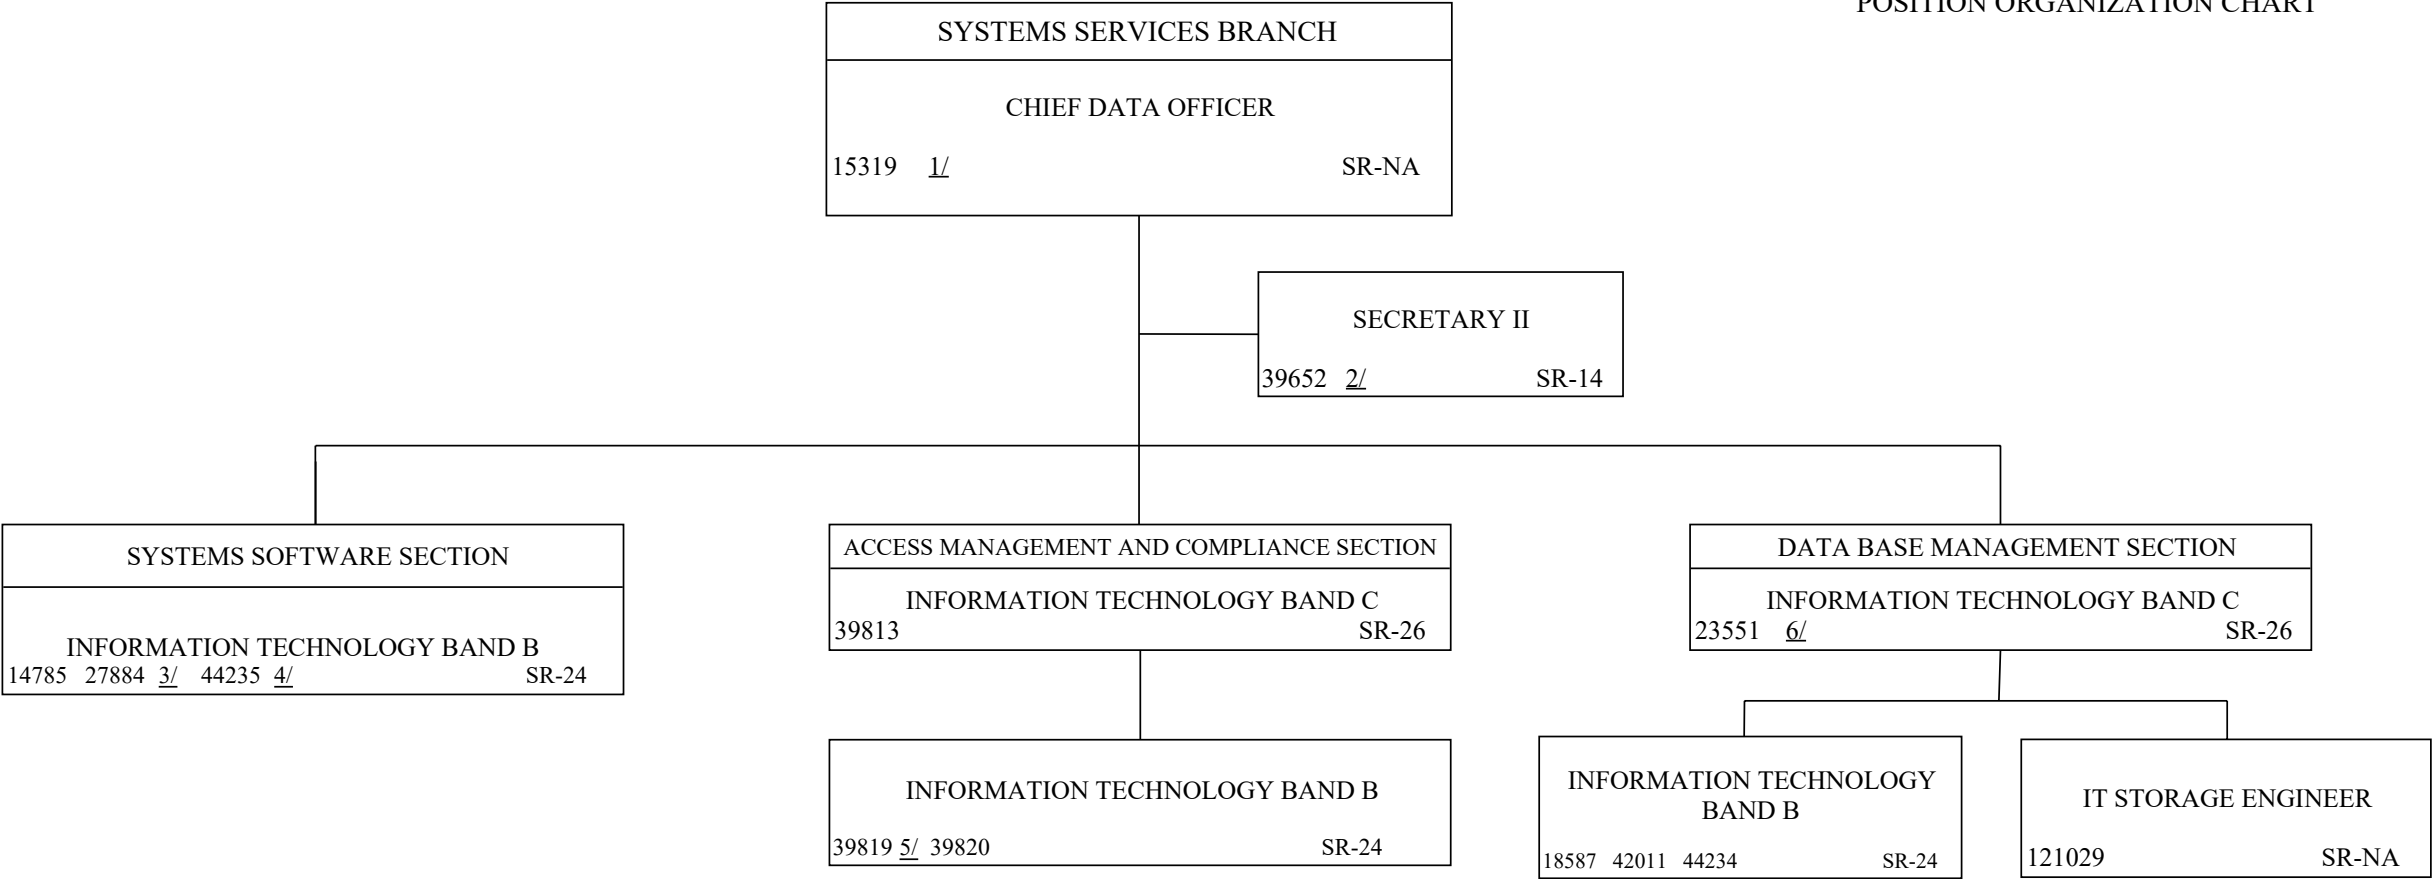 POSITION ORGANIZATION CHART
SYSTEMS SERVICES BRANCH
CHIEF DATA OFFICER
15319 1/ SR-NA
SECRETARY II
39652 2/ SR-14
SYSTEMS SOFTWARE SECTION
INFORMATION TECHNOLOGY BAND B
14785 27884 3/ 44235 4/ SR-24
ACCESS MANAGEMENT AND COMPLIANCE SECTION
INFORMATION TECHNOLOGY BAND C
39813 SR-26
INFORMATION TECHNOLOGY BAND B
39819 5/ 39820 SR-24
DATA BASE MANAGEMENT SECTION
INFORMATION TECHNOLOGY BAND C
23551 6/ SR-26
INFORMATION TECHNOLOGY
BAND B
18587 42011 44234 SR-24
IT STORAGE ENGINEER
121029 SR-NA